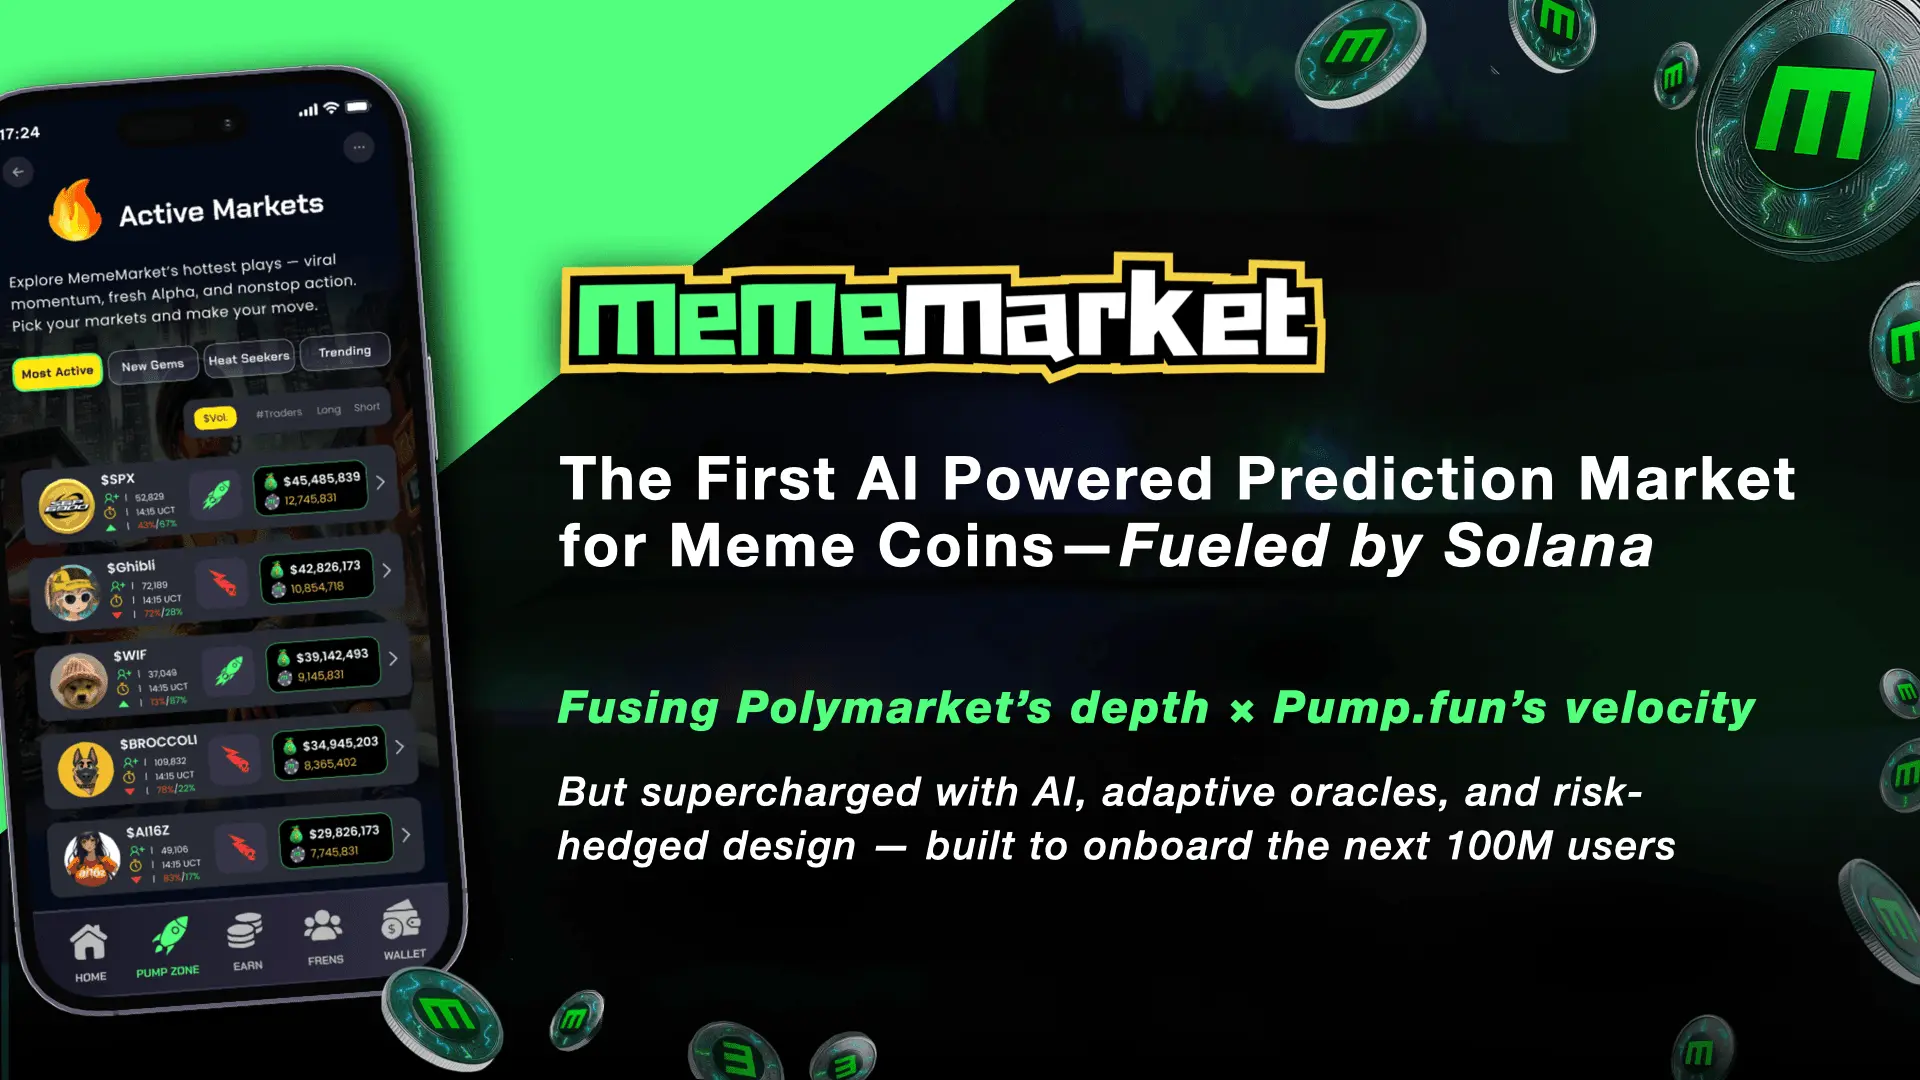 17:24
Active Markets
Explore MemeMarket's hottest plays — viral
momentum, fresh Alpha, and nonstop action.
Pick your markets and make your move.
Most Active
New Gems
Heat Seekers
Trending
$Vol.
#Traders
Long
Short
$SPX
52,829
14:15 UCT
43%/67%
$45,485,839
12,745,831
$Ghibli
72,189
14:15 UCT
72%/28%
$42,826,173
10,854,718
$WIF
37,049
14:15 UCT
13%/87%
$39,142,493
9,145,831
$BROCCOLI
109,832
14:15 UCT
78%/22%
$34,945,203
8,365,402
$AI16Z
49,106
14:15 UCT
83%/17%
$29,826,173
7,745,831
HOME
PUMP ZONE
EARN
FRENS
WALLET
mememarket
The First AI Powered Prediction Market
for Meme Coins—Fueled by Solana
Fusing Polymarket’s depth × Pump.fun’s velocity
But supercharged with AI, adaptive oracles, and risk-
hedged design — built to onboard the next 100M users